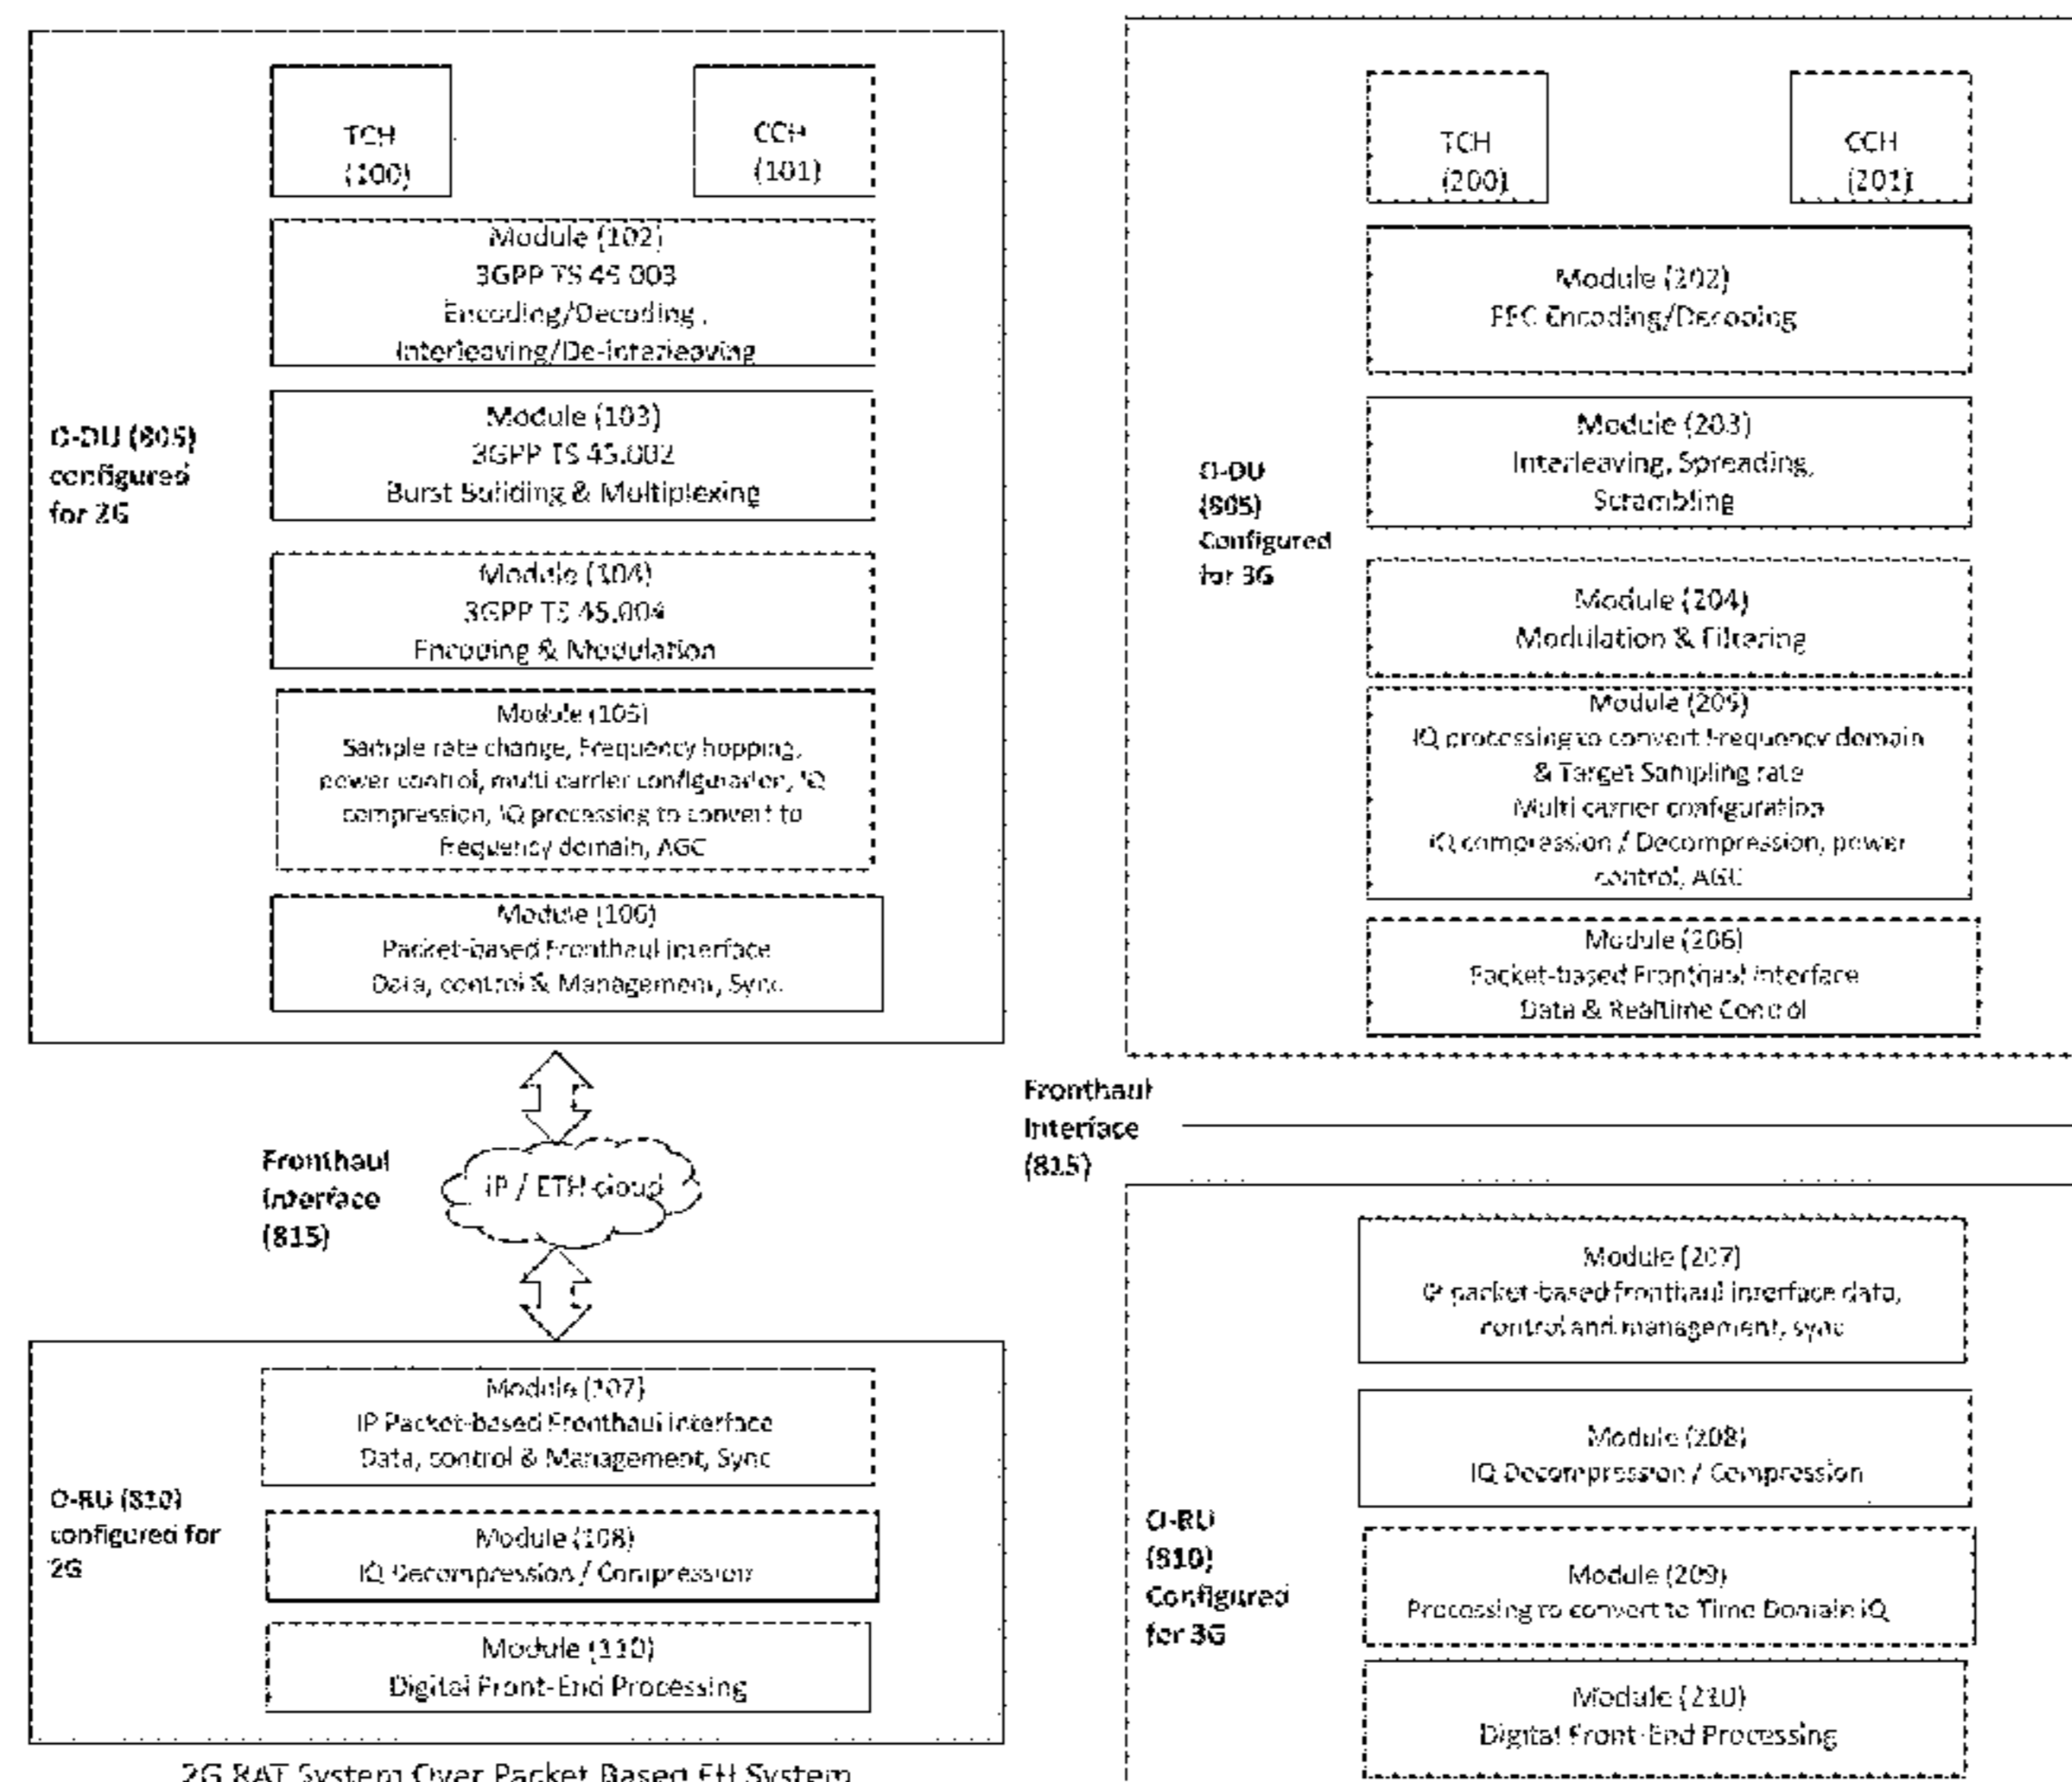 TCH
(100)
CCH
(101)
Module (102)
3GPP TS 45.003
Encoding/Decoding ,
Interleaving/De-interleaving
O-DU (805)
configured
for 2G
Module (103)
3GPP TS 45.002
Burst Building & Multiplexing
Module (104)
3GPP TS 45.004
Encoding & Modulation
Module (105)
Sample rate change, Frequency hopping,
power control, multi carrier configuration, IQ
compression, IQ processing to convert to
frequency domain, AGC
Module (106)
Packet-based Fronthaul interface
Data, control & Management, Sync
Fronthaul
Interface
(815)
IP / ETH cloud
O-RU (810)
configured for
2G
Module (107)
IP Packet-based Fronthaul interface
Data, control & Management, Sync
Module (108)
IQ Decompression / Compression
Module (110)
Digital Front-End Processing
2G RAT System Over Packet Based FH System
TCH
(200)
CCH
(201)
Module (202)
FEC Encoding/Decoding
O-DU
(805)
Configured
for 3G
Module (203)
Interleaving, Spreading,
Scrambling
Module (204)
Modulation & Filtering
Module (205)
IQ processing to convert Frequency domain
& Target Sampling rate
Multi carrier configuration
IQ compression / Decompression, power
control, AGC
Module (206)
Packet-based Fronthaul interface
Data & Realtime Control
Fronthaul
Interface
(815)
O-RU
(810)
Configured
for 3G
Module (207)
IP packet-based fronthaul interface data,
control and management, sync
Module (208)
IQ Decompression / Compression
Module (209)
Processing to convert to Time Domain IQ
Module (210)
Digital Front-End Processing